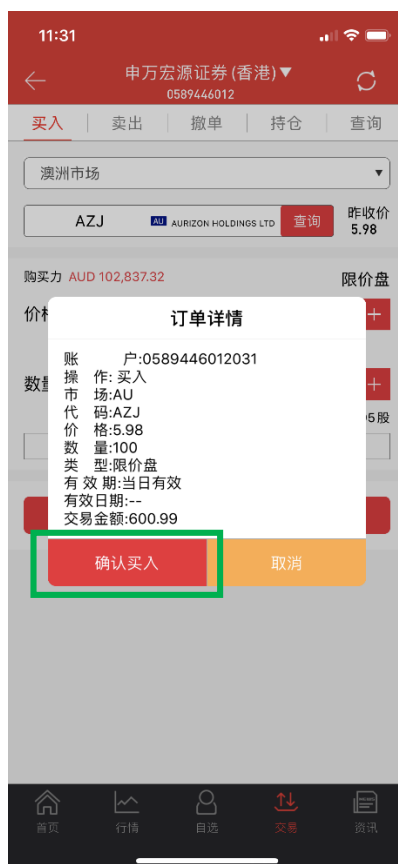 11:31
申万宏源证券 (香港)▼
0589446012
买入
卖出
撤单
持仓
查询
澳洲市场
AZJ
AU
AURIZON HOLDINGS LTD
查询
昨收价
5.98
购买力 AUD 102,837.32
限价盘
订单详情
账 户:0589446012031
操 作: 买入
市 场:AU
代 码:AZJ
价 格:5.98
数 量:100
类 型:限价盘
有 效 期:当日有效
有效日期:--
交易金额:600.99
确认买入
取消
首页
行情
自选
交易
资讯